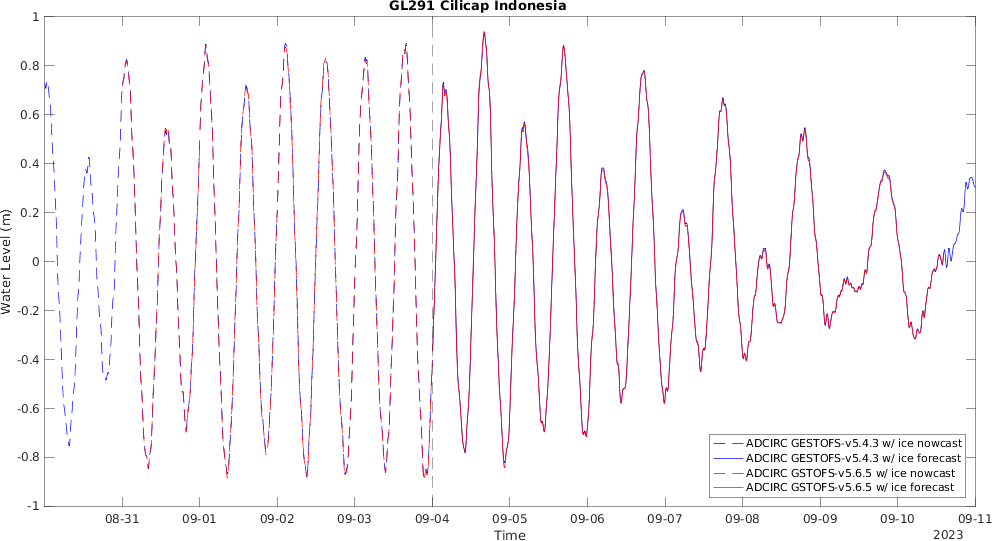 GL291 Cilicap Indonesia
1
0.8
0.6
0.4
0.2
0
-0.2
-0.4
-0.6
-0.8
-1
Water Level (m)
ADCIRC GESTOFS-v5.4.3 w/ ice nowcast
ADCIRC GESTOFS-v5.4.3 w/ ice forecast
ADCIRC GSTOFS-v5.6.5 w/ ice nowcast
ADCIRC GSTOFS-v5.6.5 w/ ice forecast
08-31 09-01 09-02 09-03 09-04 09-05 09-06 09-07 09-08 09-09 09-10 09-11
Time
2023